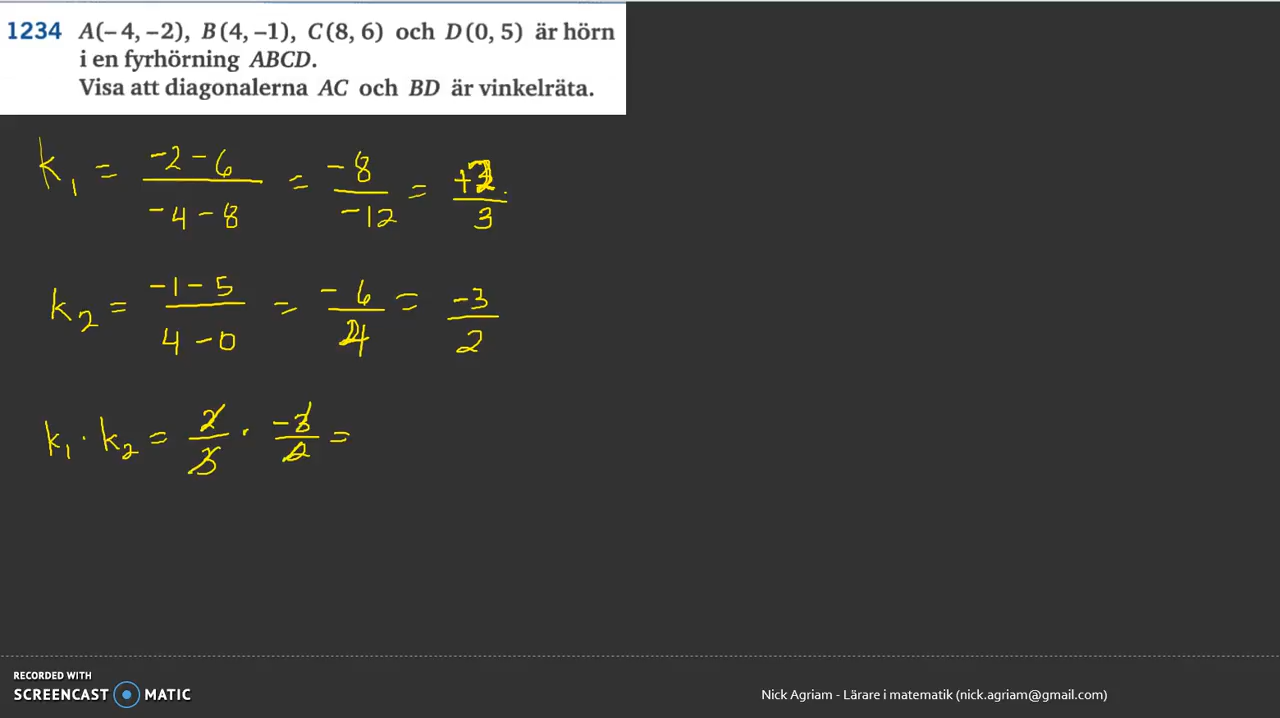 1234 A(–4, –2), B(4, –1), C(8, 6) och D(0, 5) är hörn
i en fyrhörning ABCD.
Visa att diagonalerna AC och BD är vinkelräta.
k₁ = (-2-6)/(-4-8) = -8/-12 = +2/3
k₂ = (-1-5)/(4-0) = -6/4 = -3/2
k₁ · k₂ = 2/3 · -3/2 =
RECORDED WITH
SCREENCAST MATIC
Nick Agriam - Lärare i matematik (nick.agriam@gmail.com)